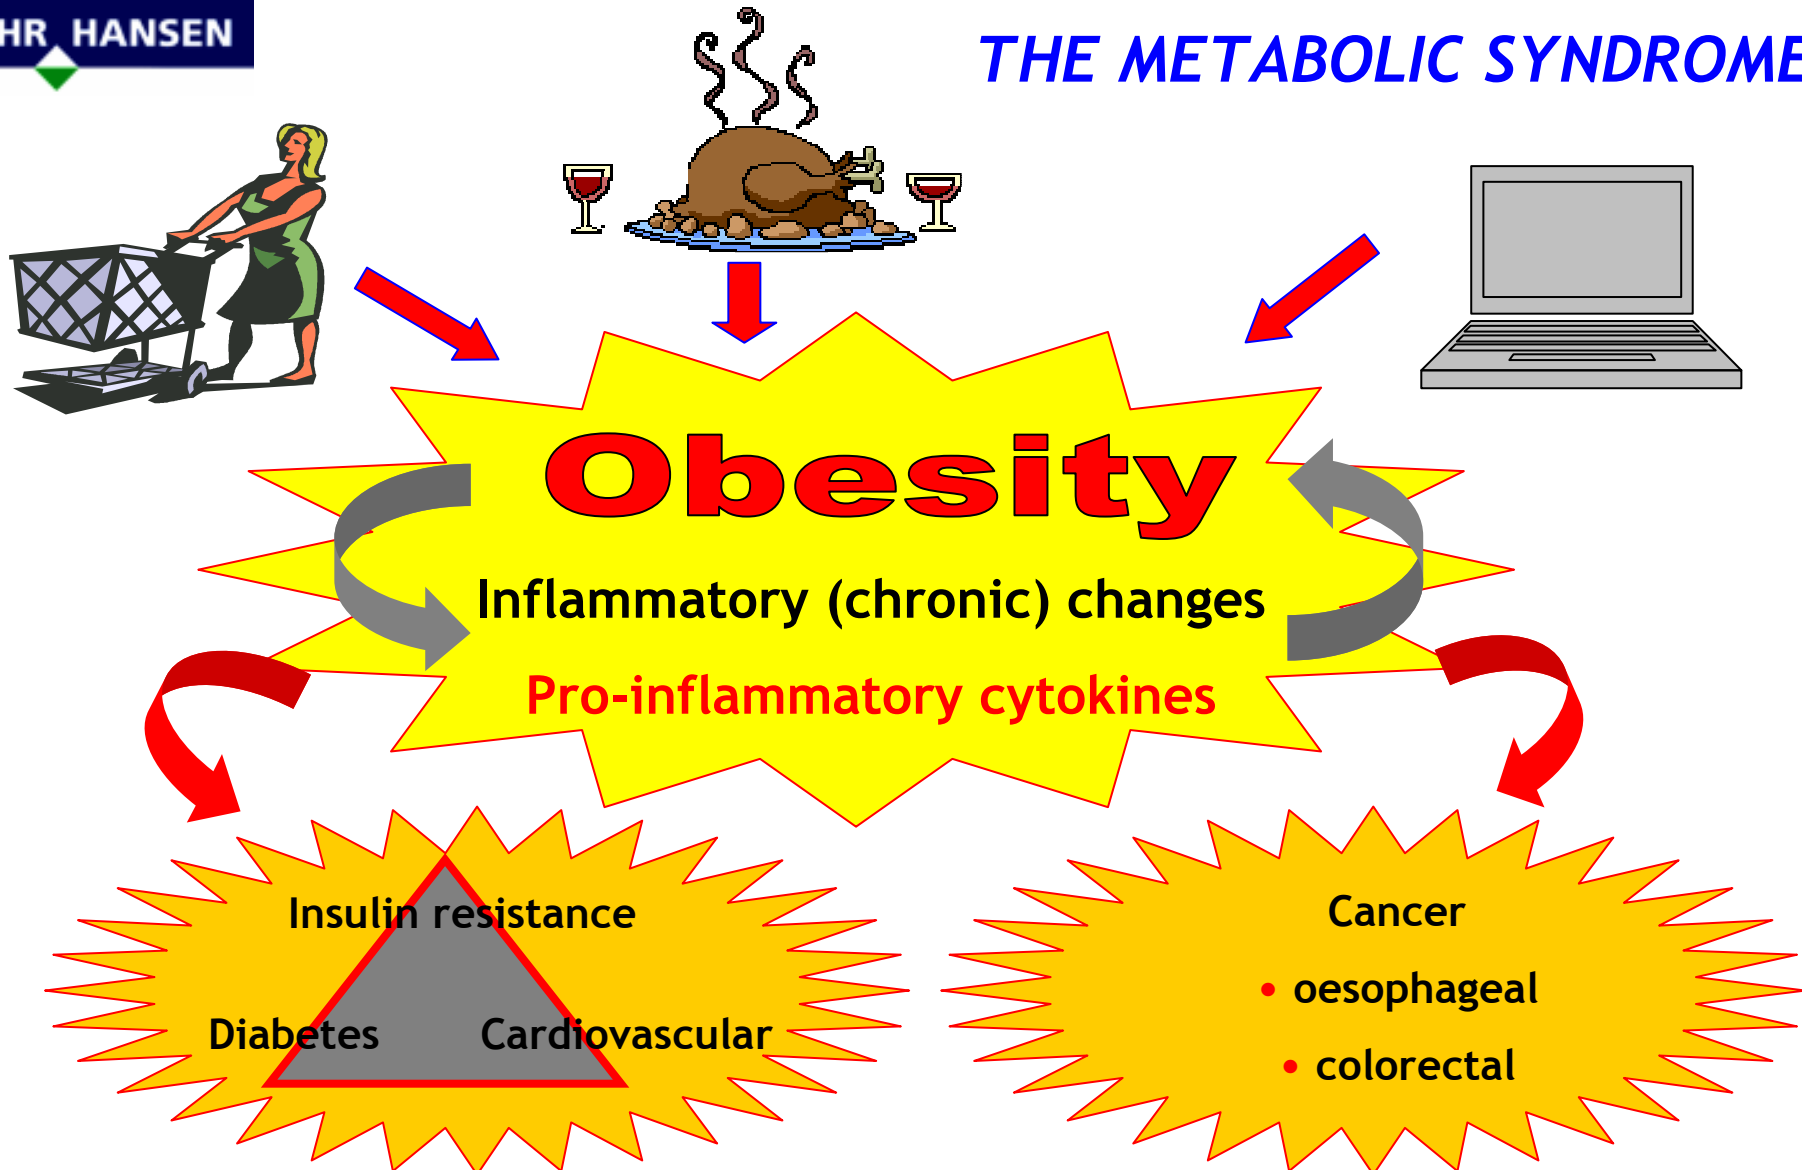 HR HANSEN
THE METABOLIC SYNDROME
Obesity
Inflammatory (chronic) changes
Pro-inflammatory cytokines
Insulin resistance
Diabetes Cardiovascular
Cancer
• oesophageal
• colorectal